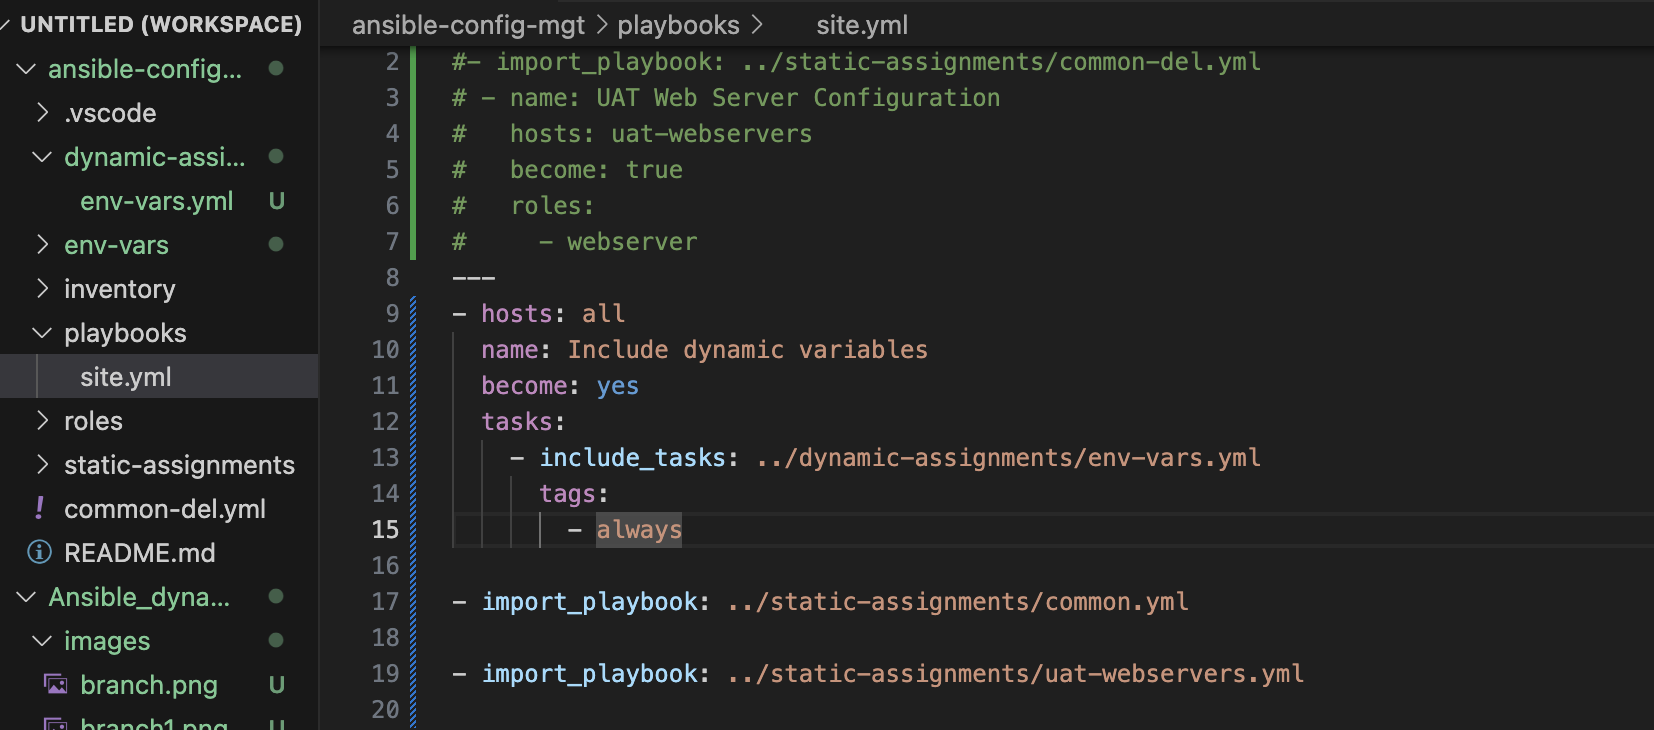 UNTITLED (WORKSPACE)
ansible-config...
.vscode
dynamic-assi...
env-vars.yml U
env-vars
inventory
playbooks
site.yml
roles
static-assignments
! common-del.yml
README.md
Ansible_dyna...
images
branch.png U
branch1.png U
ansible-config-mgt > playbooks > site.yml
2 #- import_playbook: ../static-assignments/common-del.yml
3 # - name: UAT Web Server Configuration
4 #   hosts: uat-webservers
5 #   become: true
6 #   roles:
7 #     - webserver
8 ---
9 - hosts: all
10   name: Include dynamic variables
11   become: yes
12   tasks:
13     - include_tasks: ../dynamic-assignments/env-vars.yml
14       tags:
15         - always
16
17 - import_playbook: ../static-assignments/common.yml
18
19 - import_playbook: ../static-assignments/uat-webservers.yml
20